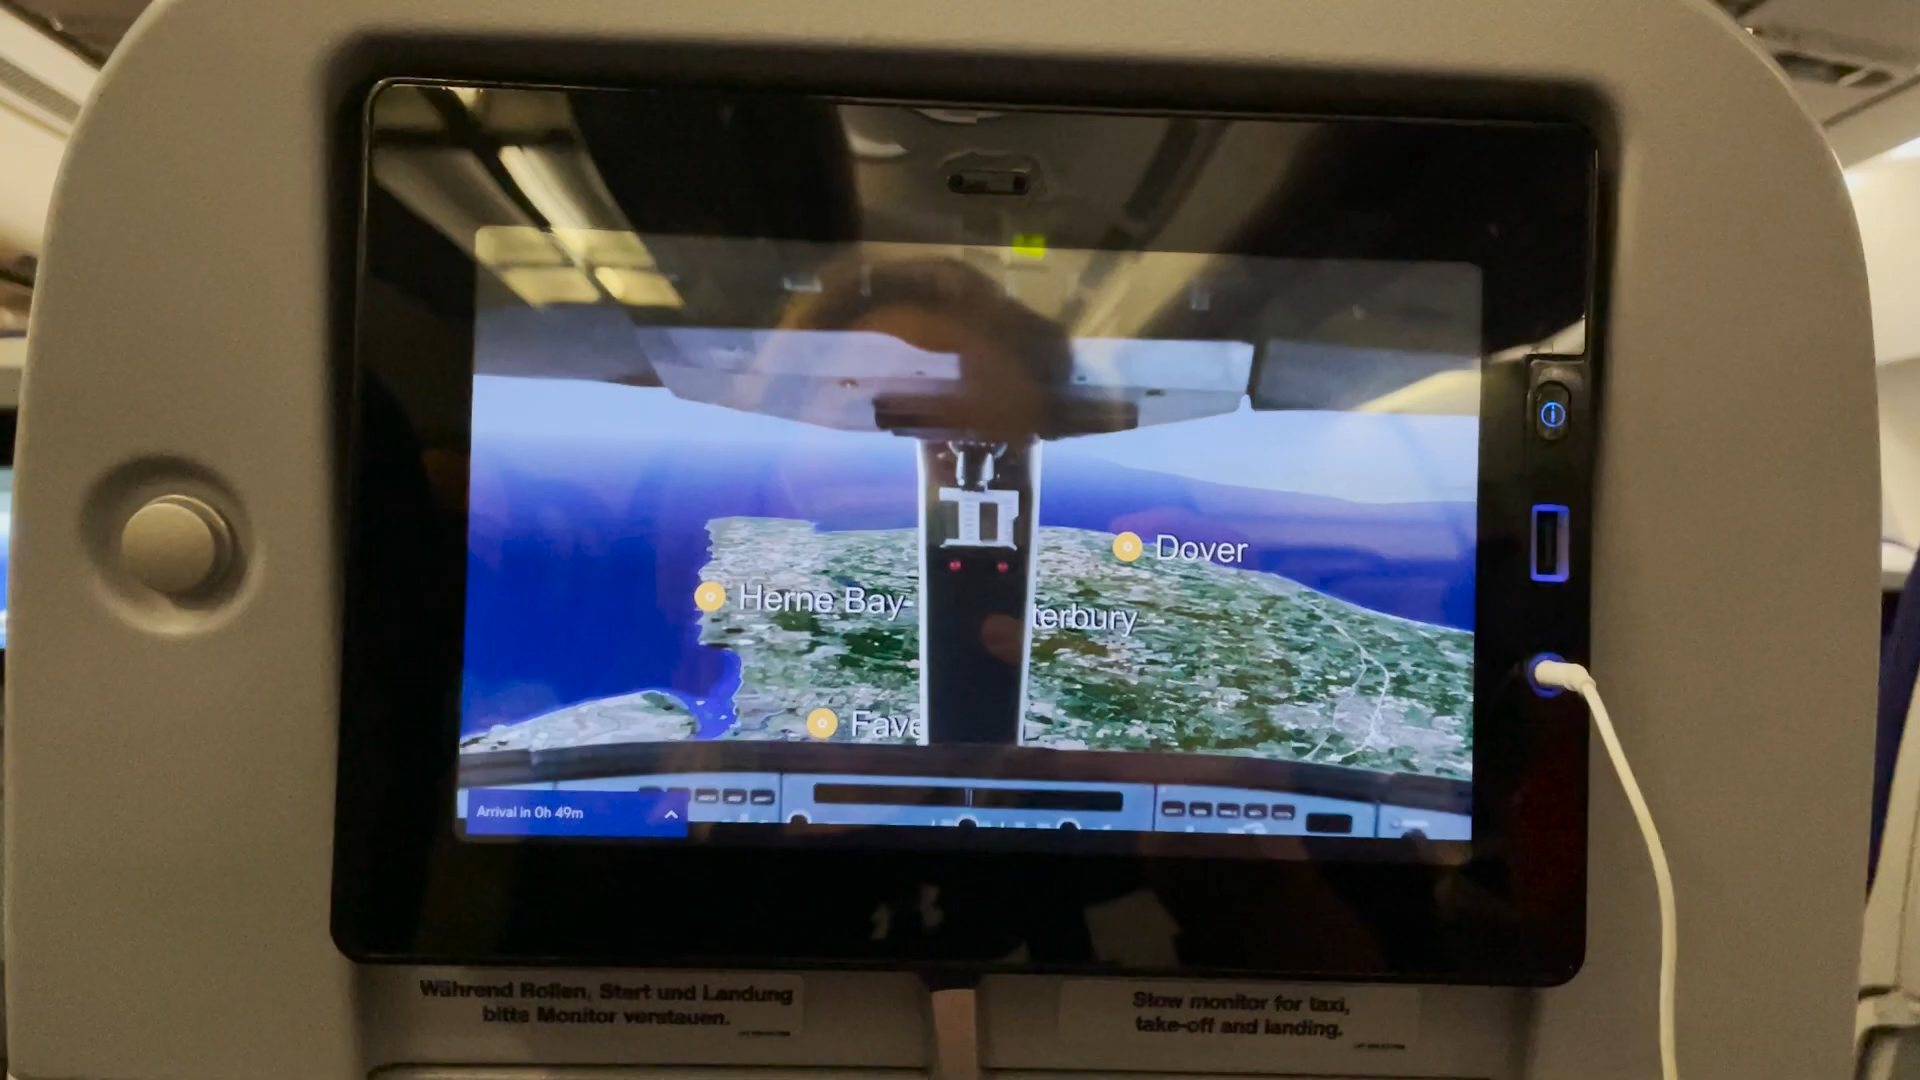 Dover
Herne Bay
terbury
Fave
Arrival in 0h 49m
Während Rollen, Start und Landung
bitte Monitor verstauen.
Stow monitor for taxi,
take-off and landing.